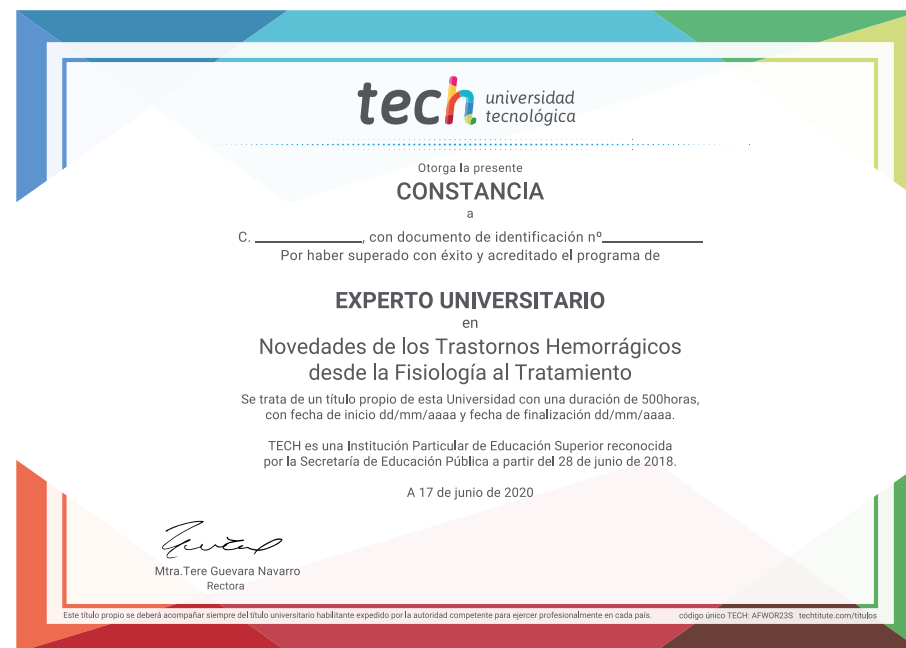 tech universidad
tecnológica
Otorga la presente
CONSTANCIA
a
C. ____________, con documento de identificación nº____________
Por haber superado con éxito y acreditado el programa de
EXPERTO UNIVERSITARIO
en
Novedades de los Trastornos Hemorrágicos
desde la Fisiología al Tratamiento
Se trata de un título propio de esta Universidad con una duración de 500horas,
con fecha de inicio dd/mm/aaaa y fecha de finalización dd/mm/aaaa.
TECH es una Institución Particular de Educación Superior reconocida
por la Secretaría de Educación Pública a partir del 28 de junio de 2018.
A 17 de junio de 2020
Mtra.Tere Guevara Navarro
Rectora
Este título propio se deberá acompañar siempre del título universitario habilitante expedido por la autoridad competente para ejercer profesionalmente en cada país. código único TECH: AFWOR23S techtitute.com/titulos